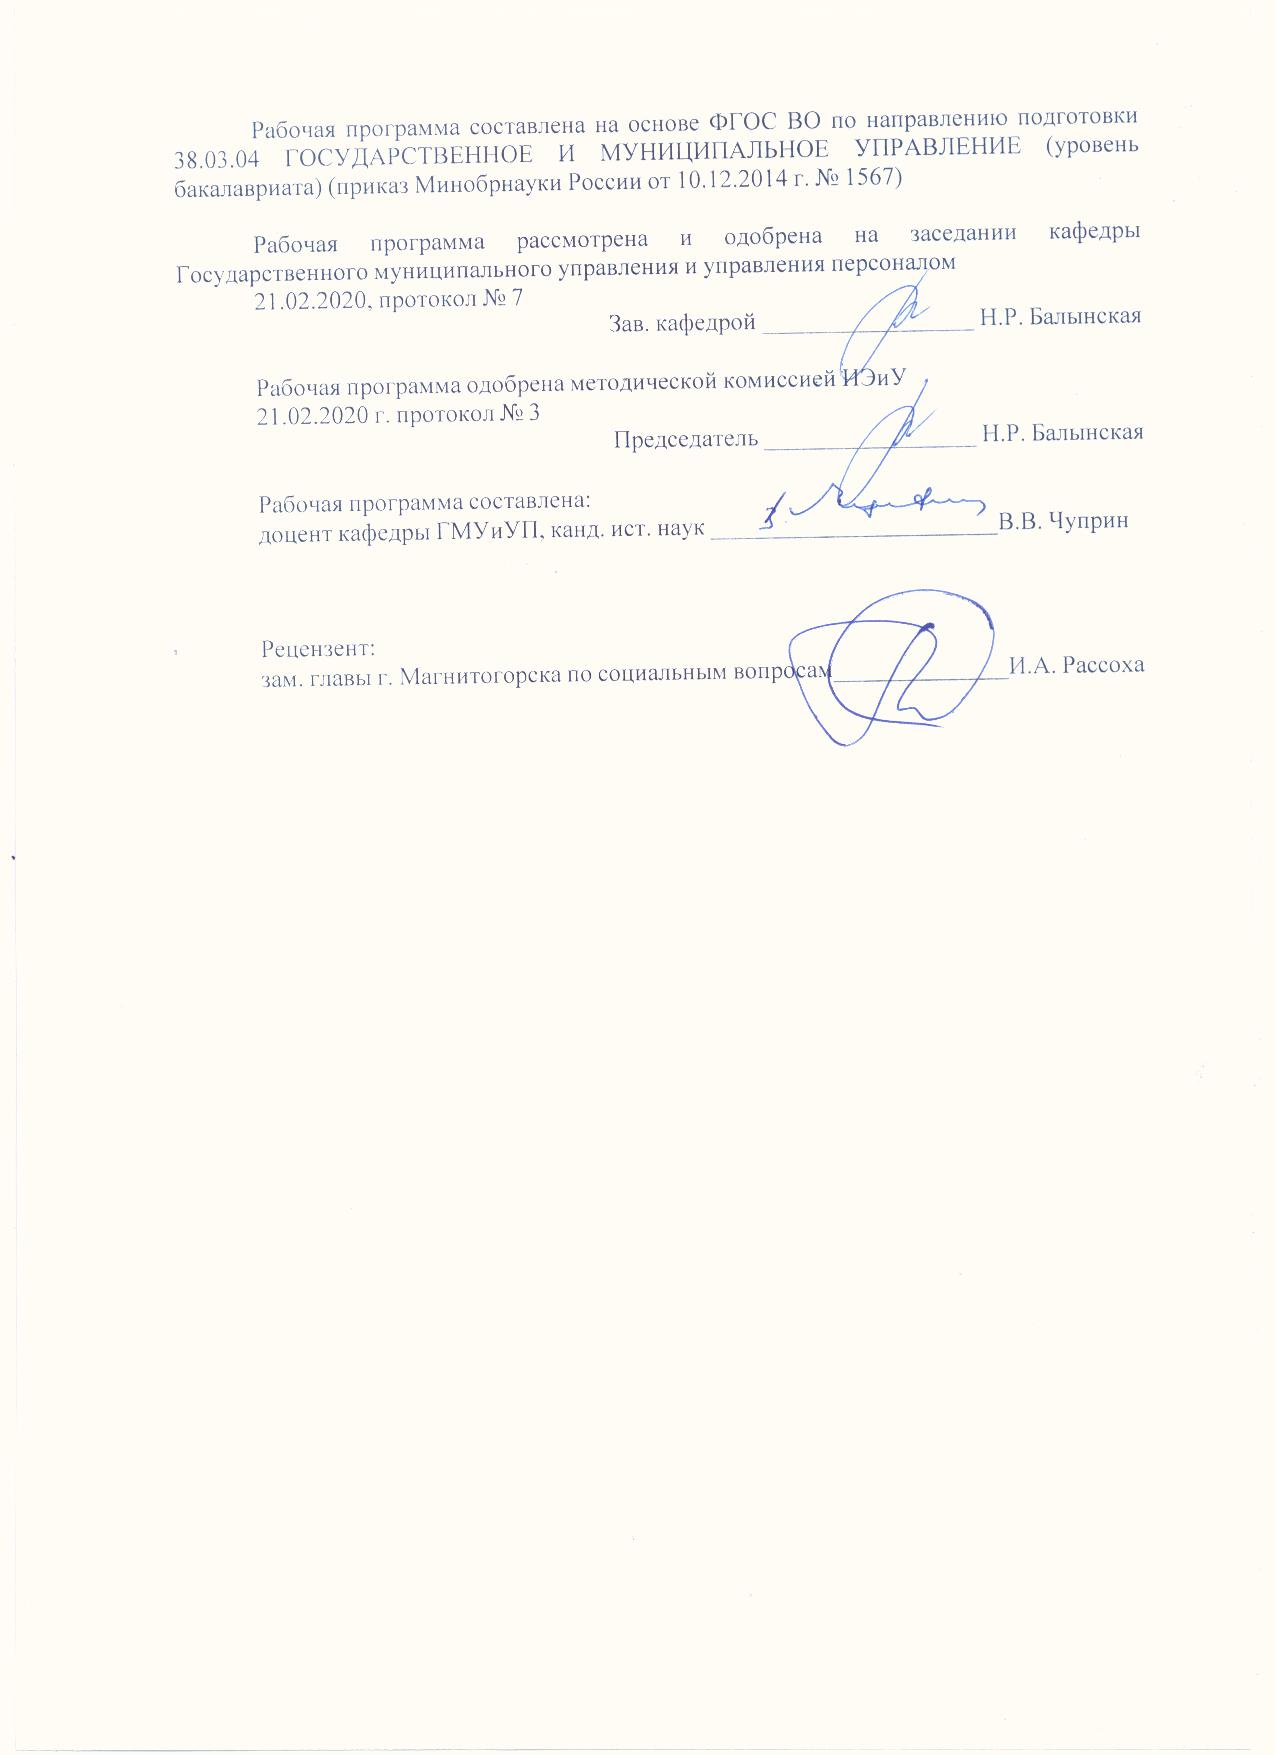 Рабочая программа составлена на основе ФГОС ВО по направлению подготовки
38.03.04 ГОСУДАРСТВЕННОЕ И МУНИЦИПАЛЬНОЕ УПРАВЛЕНИЕ (уровень
бакалавриата) (приказ Минобрнауки России от 10.12.2014 г. № 1567)
Рабочая программа рассмотрена и одобрена на заседании кафедры
Государственного муниципального управления и управления персоналом
21.02.2020, протокол № 7
Зав. кафедрой _________________ Н.Р. Балынская
Рабочая программа одобрена методической комиссией ИЭиУ
21.02.2020 г. протокол № 3
Председатель _________________ Н.Р. Балынская
Рабочая программа составлена:
доцент кафедры ГМУиУП, канд. ист. наук _______________________В.В. Чуприн
Рецензент:
зам. главы г. Магнитогорска по социальным вопросам______________И.А. Рассоха